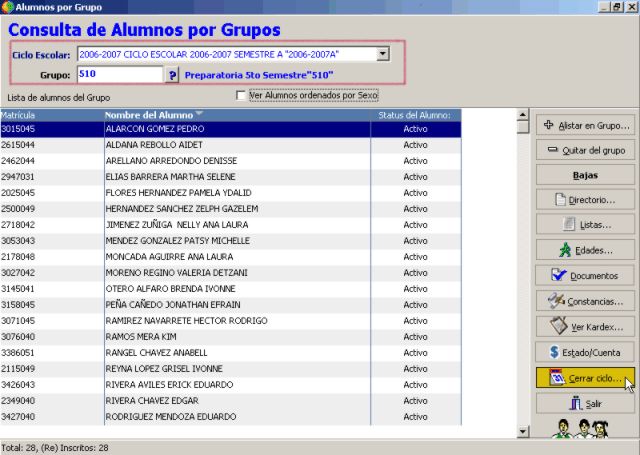 Alumnos por Grupo
Consulta de Alumnos por Grupos
Ciclo Escolar: 2006-2007 CICLO ESCOLAR 2006-2007 SEMESTRE A "2006-2007A"
Grupo: 510 ? Preparatoria 5to Semestre"510"
Lista de alumnos del Grupo Ver Alumnos ordenados por Sexo
Matrícula Nombre del Alumno Status del Alumno:
3015045 ALARCON GOMEZ PEDRO Activo
2615044 ALDANA REBOLLO AIDET Activo
2462044 ARELLANO ARREDONDO DENISSE Activo
2947031 ELIAS BARRERA MARTHA SELENE Activo
2025045 FLORES HERNANDEZ PAMELA YDALID Activo
2500049 HERNANDEZ SANCHEZ ZELPH GAZELEM Activo
2718042 JIMENEZ ZUÑIGA NELLY ANA LAURA Activo
3053043 MENDEZ GONZALEZ PATSY MICHELLE Activo
2178048 MONCADA AGUIRRE ANA LAURA Activo
3027042 MORENO REGINO VALERIA DETZANI Activo
3145041 OTERO ALFARO BRENDA IVONNE Activo
3158045 PEÑA CAÑEDO JONATHAN EFRAIN Activo
3071045 RAMIREZ NAVARRETE HECTOR RODRIGO Activo
3076040 RAMOS MERA KIM Activo
3386051 RANGEL CHAVEZ ANABELL Activo
2115049 REYNA LOPEZ GRISEL IVONNE Activo
3426043 RIVERA AVILES ERICK EDUARDO Activo
2349040 RIVERA CHAVEZ EDGAR Activo
3427040 RODRIGUEZ MENDOZA EDUARDO Activo
Alistar en Grupo...
Quitar del grupo
Bajas
Directorio...
Listas...
Edades...
Documentos
Constancias...
Ver Kardex...
$ Estado/Cuenta
Cerrar ciclo...
Salir
Total: 28, (Re) Inscritos: 28